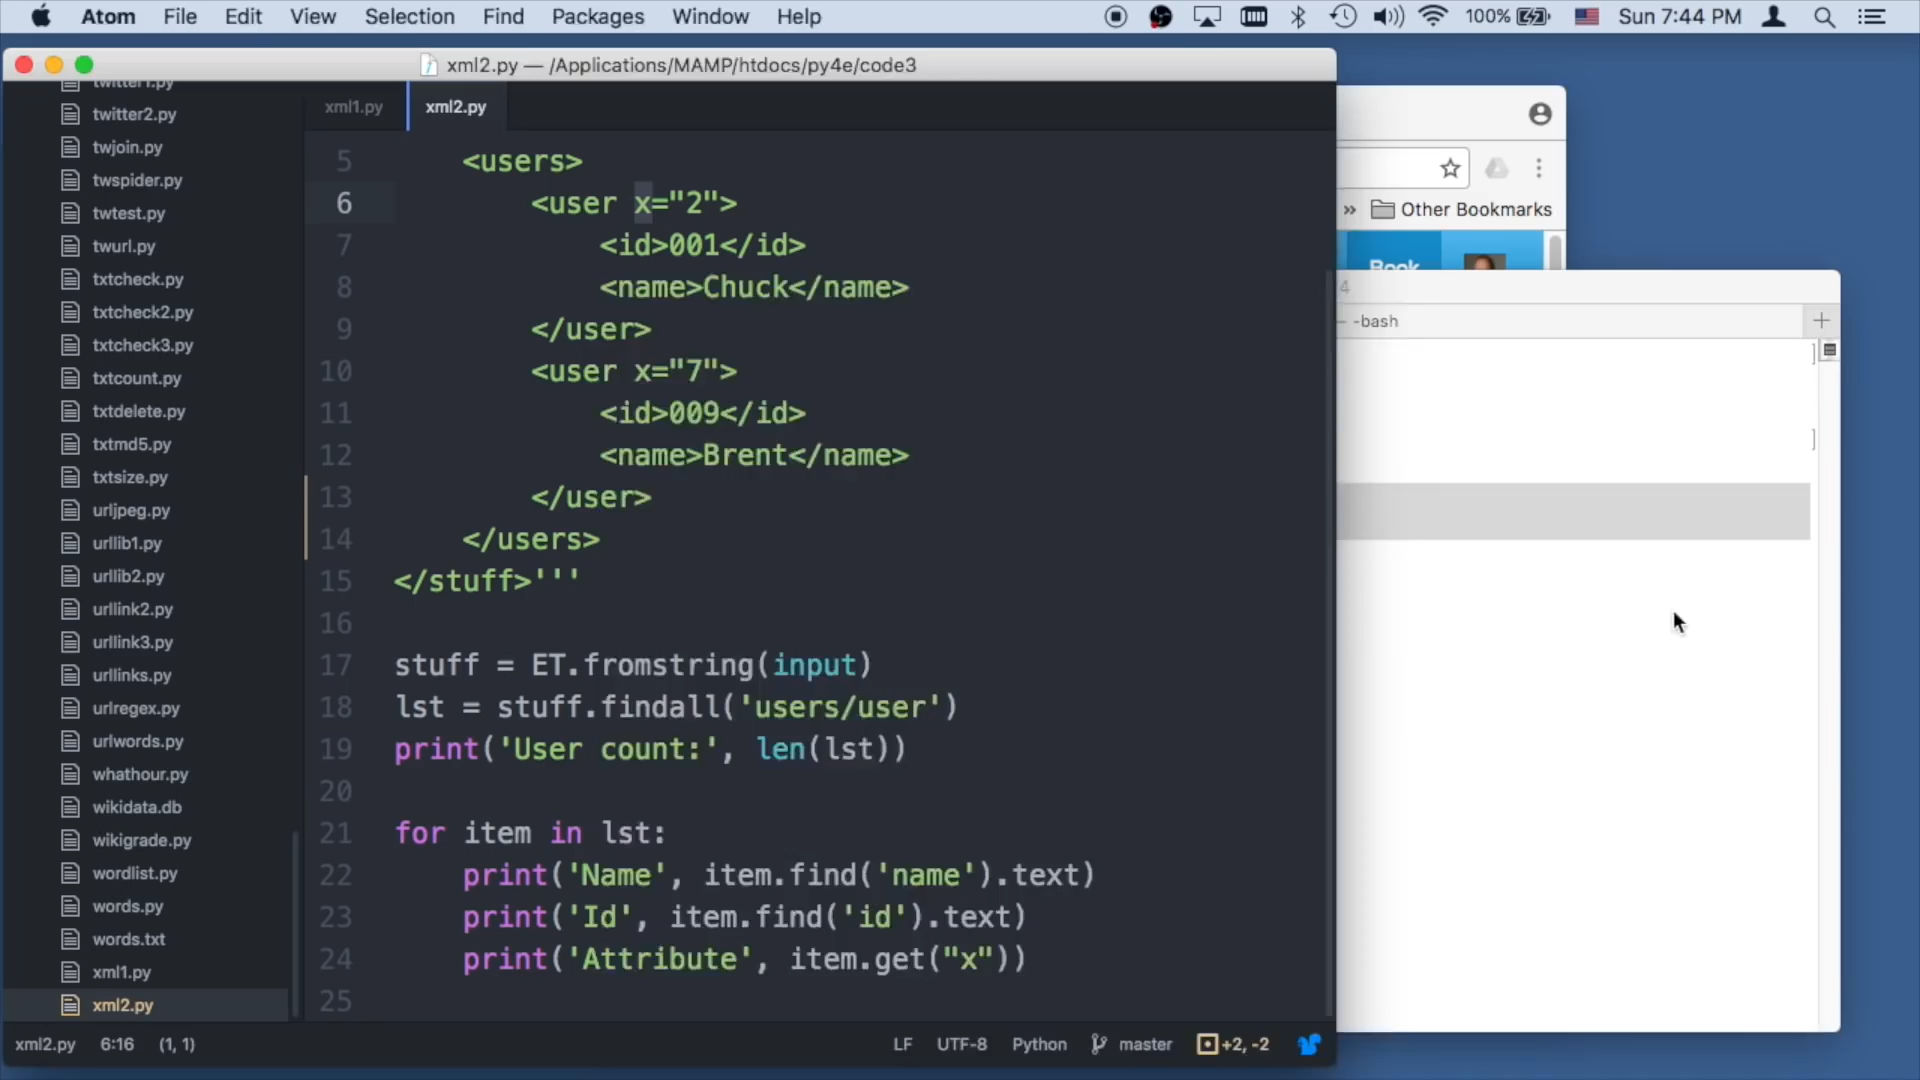 Atom File Edit View Selection Find Packages Window Help 100% Sun 7:44 PM
xml2.py — /Applications/MAMP/htdocs/py4e/code3
twitter1.py
twitter2.py
twjoin.py
twspider.py
twtest.py
twurl.py
txtcheck.py
txtcheck2.py
txtcheck3.py
txtcount.py
txtdelete.py
txtmd5.py
txtsize.py
urljpeg.py
urllib1.py
urllib2.py
urllink2.py
urllink3.py
urllinks.py
urlregex.py
urlwords.py
whathour.py
wikidata.db
wikigrade.py
wordlist.py
words.py
words.txt
xml1.py
xml2.py
xml1.py xml2.py
5 <users>
6 <user x="2">
7 <id>001</id>
8 <name>Chuck</name>
9 </user>
10 <user x="7">
11 <id>009</id>
12 <name>Brent</name>
13 </user>
14 </users>
15 </stuff>'''
16
17 stuff = ET.fromstring(input)
18 lst = stuff.findall('users/user')
19 print('User count:', len(lst))
20
21 for item in lst:
22 print('Name', item.find('name').text)
23 print('Id', item.find('id').text)
24 print('Attribute', item.get("x"))
25
xml2.py 6:16 (1, 1) LF UTF-8 Python master +2, -2
» Other Bookmarks
Book
4
– -bash +
]
]